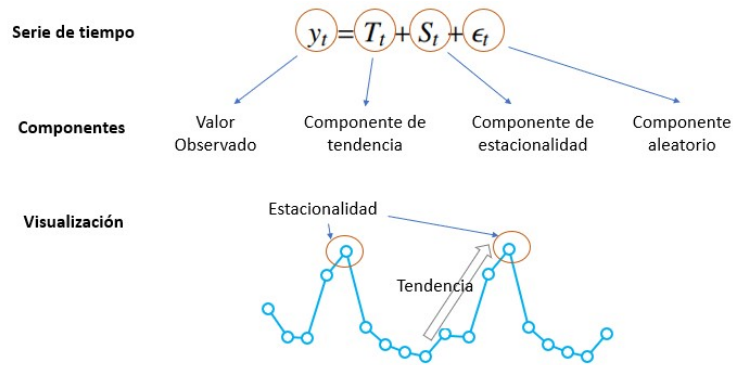 Serie de tiempo
yₜ = Tₜ + Sₜ + ϵₜ
Componentes
Valor
Observado
Componente de
tendencia
Componente de
estacionalidad
Componente
aleatorio
Visualización
Estacionalidad
Tendencia